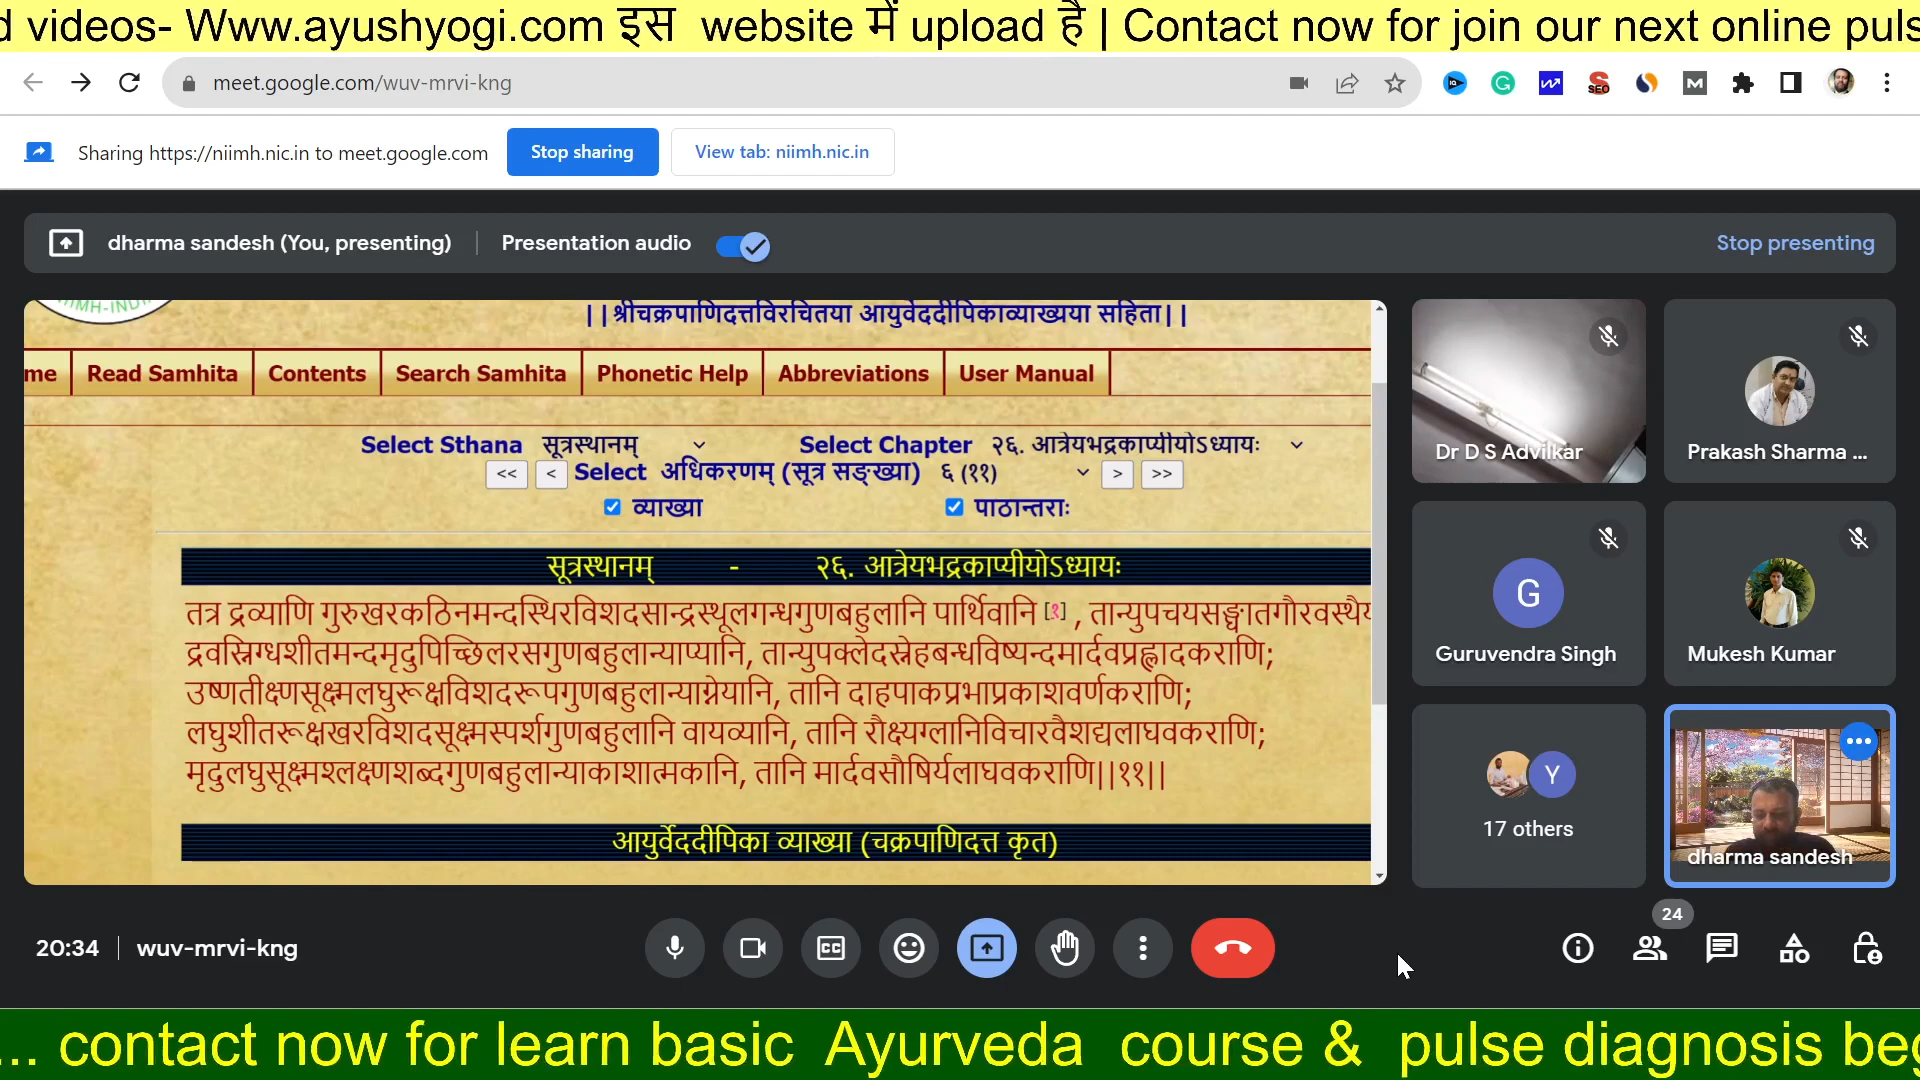 videos- Www.ayushyogi.com इस website में upload है | Contact now for join our next online
meet.google.com/wuv-mrvi-kng
Sharing https://niimh.nic.in to meet.google.com
Stop sharing
View tab: niimh.nic.in
dharma sandesh (You, presenting)
Presentation audio
Stop presenting
||श्रीचक्रपाणिदत्तविरचितया आयुर्वेददीपिकाव्याख्यया सहिता||
Read Samhita
Contents
Search Samhita
Phonetic Help
Abbreviations
User Manual
Select Sthana सूत्रस्थानम्
Select Chapter २६. आत्रेयभद्रकाप्यीयोऽध्यायः
<< < Select अधिकरणम् (सूत्र सङ्ख्या) ६ (११) > >>
व्याख्या
पाठान्तराः
सूत्रस्थानम् - २६. आत्रेयभद्रकाप्यीयोऽध्यायः
तत्र द्रव्याणि गुरुखरकठिनमन्दस्थिरविशदसान्द्रस्थूलगन्धगुणबहुलानि पार्थिवानि [१] ,
द्रवस्निग्धशीतमन्दमृदुपिच्छिलरसगुणबहुलान्याप्यानि, तान्युपक्लेदस्नेहबन्धविष्यन्दमार्दवप्रह्लादकराणि;
उष्णतीक्ष्णसूक्ष्मलघुरूक्षविशदरूपगुणबहुलान्याग्नेयानि, तानि दाहपाकप्रभाप्रकाशवर्णकराणि;
लघुशीतरूक्षखरविशदसूक्ष्मस्पर्शगुणबहुलानि वायव्यानि, तानि रौक्ष्यग्लानिविचारवैशद्यलाघवकराणि;
मृदुलघुसूक्ष्मश्लक्ष्णशब्दगुणबहुलान्याकाशात्मकानि, तानि मार्दवसौषिर्यलाघवकराणि||११||
आयुर्वेददीपिका व्याख्या (चक्रपाणिदत्त कृत)
Dr D S Advilkar
Prakash Sharma ...
G
Guruvendra Singh
Mukesh Kumar
Y
17 others
dharma sandesh
24
20:34
wuv-mrvi-kng
... contact now for learn basic Ayurveda course & pulse diagnosis